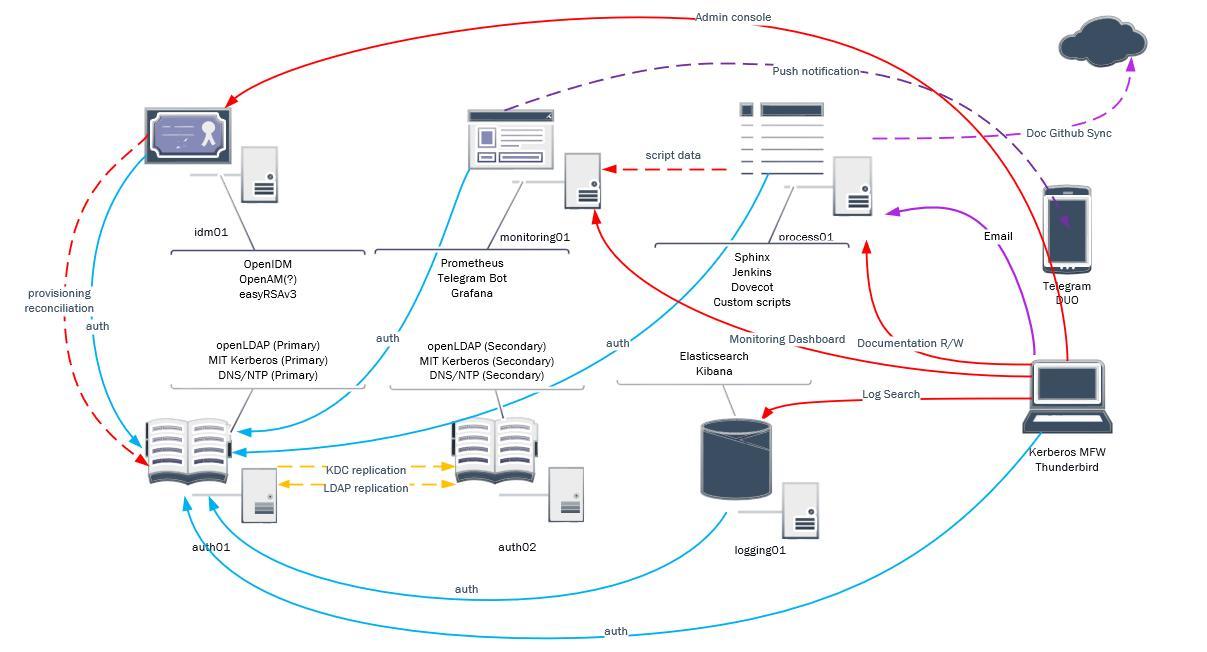 Admin console
Push notification
Doc Github Sync
script data
idm01
monitoring01
process01
Email
OpenIDM
OpenAM(?)
easyRSAv3
Prometheus
Telegram Bot
Grafana
Sphinx
Jenkins
Dovecot
Custom scripts
Telegram
DUO
provisioning
reconciliation
auth
auth
auth
Monitoring Dashboard
Documentation R/W
openLDAP (Primary)
MIT Kerberos (Primary)
DNS/NTP (Primary)
openLDAP (Secondary)
MIT Kerberos (Secondary)
DNS/NTP (Secondary)
Elasticsearch
Kibana
Log Search
Kerberos MFW
Thunderbird
KDC replication
LDAP replication
auth01
auth02
logging01
auth
auth